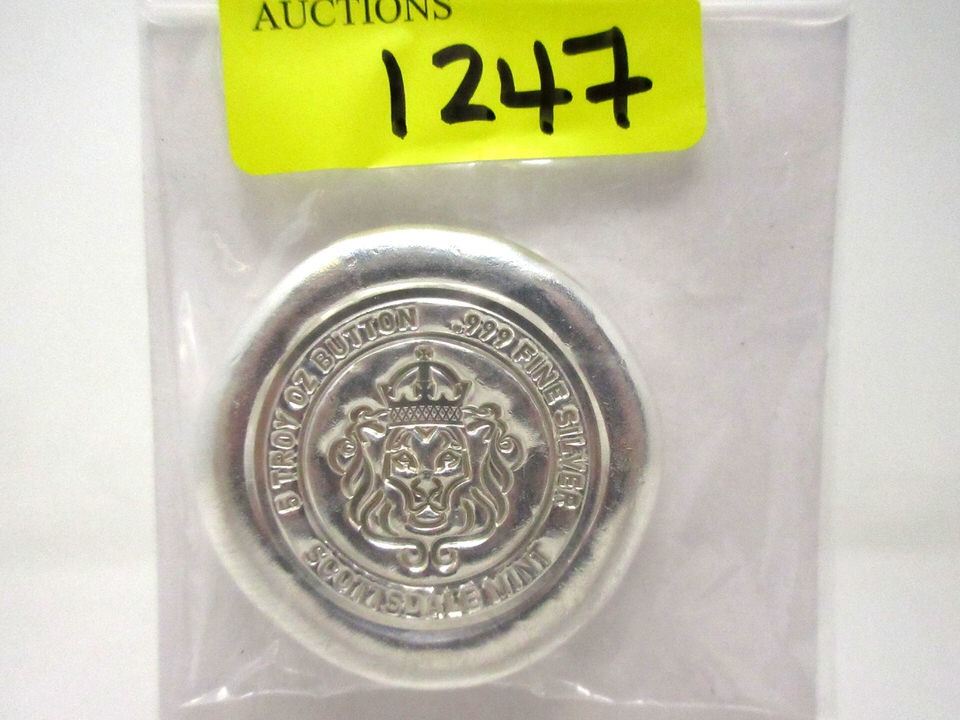 AUCTIONS
1247
5 TROY OZ BUTTON .999 FINE SILVER
SCOTTSDALE MINT